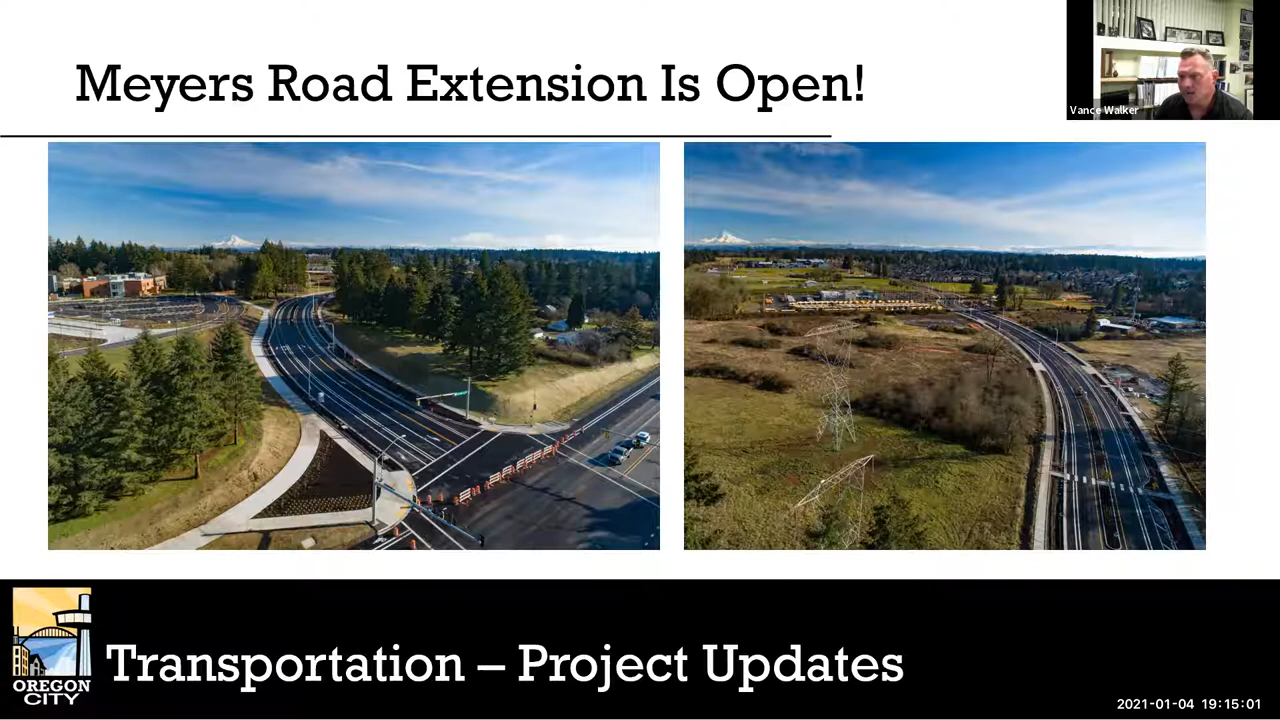 Meyers Road Extension Is Open!
Vance Walker
OREGON
CITY
Transportation – Project Updates
2021-01-04 19:15:01